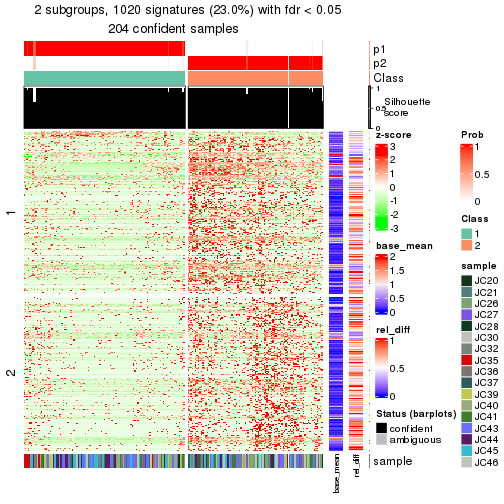 2 subgroups, 1020 signatures (23.0%) with fdr < 0.05
204 confident samples
p1
p2
Class
1
0.5
0
Silhouette
score
1
2
base_mean
rel_diff
sample
z-score
3
2
1
0
-1
-2
-3
base_mean
2
1.5
1
0.5
0
rel_diff
1
0.5
0
Status (barplots)
confident
ambiguous
Prob
1
0.5
0
Class
1
2
sample
JC20
JC21
JC26
JC27
JC28
JC30
JC32
JC35
JC36
JC37
JC39
JC40
JC41
JC43
JC44
JC45
JC46